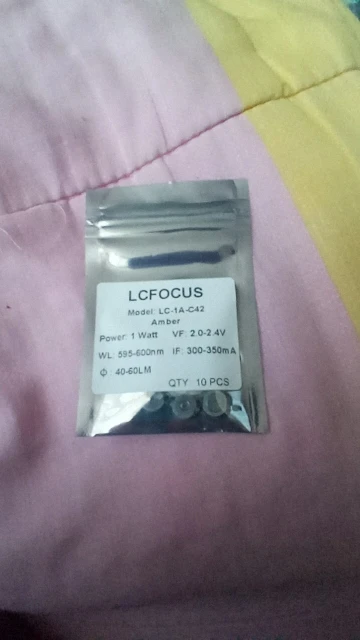 LCFOCUS
Model: LC-1A-C42
Amber
Power: 1 Watt VF: 2.0-2.4V
WL: 595-600nm IF: 300-350mA
Φ: 40-60LM
QTY 10 PCS